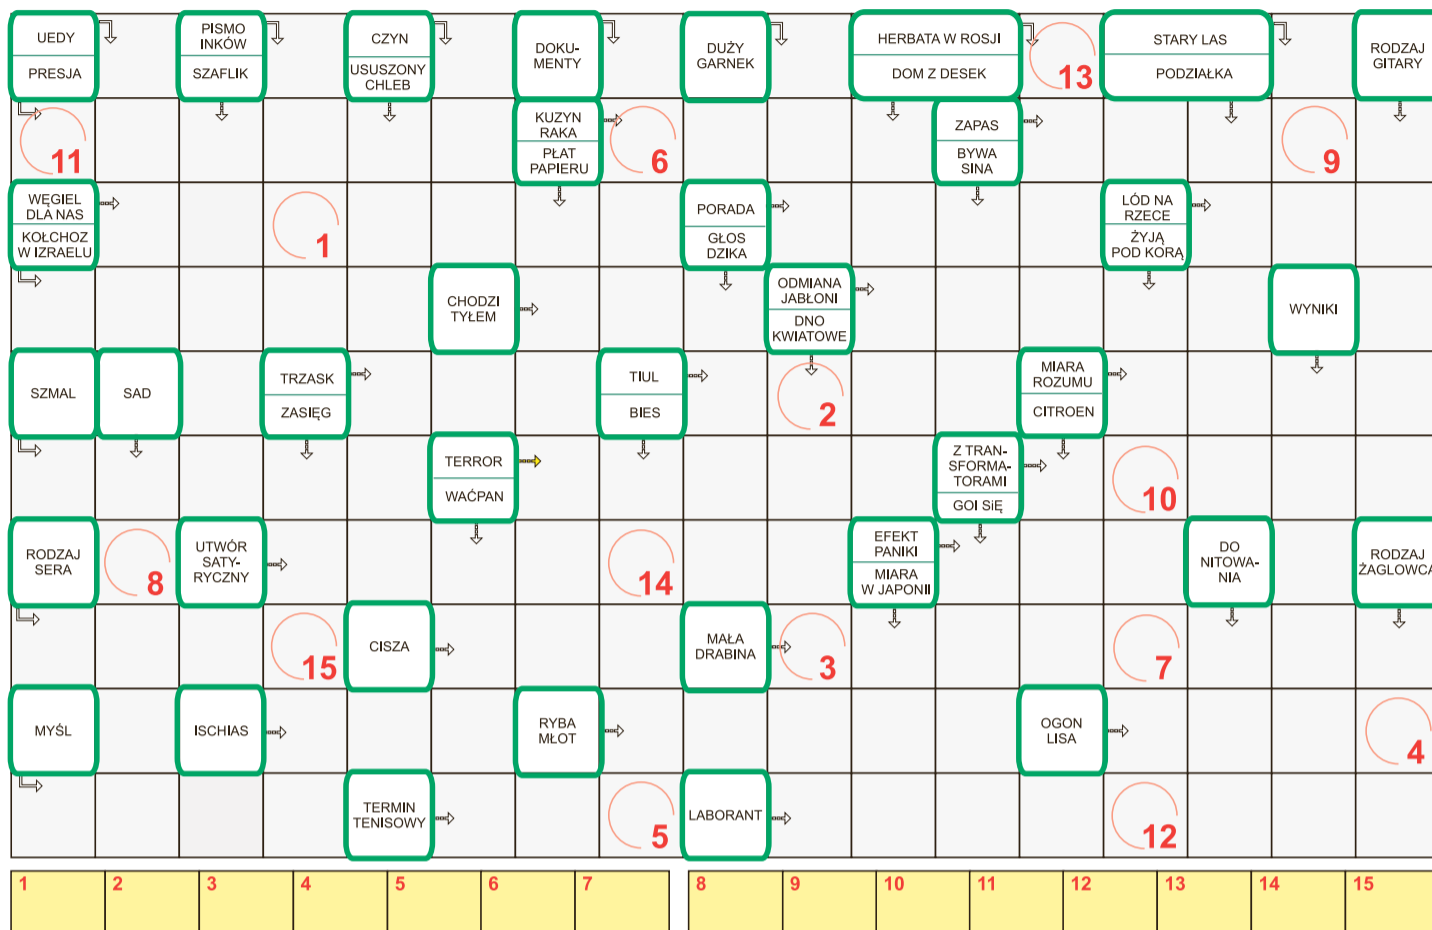 UEDY
PRESJA
PISMO
INKÓW
SZAFLIK
CZYN
USUSZONY
CHLEB
DOKU-
MENTY
DUŻY
GARNEK
HERBATA W ROSJI
DOM Z DESEK
13
STARY LAS
PODZIAŁKA
RODZAJ
GITARY
11
KUZYN
RAKA
PŁAT
PAPIERU
6
ZAPAS
BYWA
SINA
9
WĘGIEL
DLA NAS
KOŁCHOZ
W IZRAELU
1
PORADA
GŁOS
DZIKA
LÓD NA
RZECE
ŻYJĄ
POD KORĄ
CHODZI
TYŁEM
ODMIANA
JABŁONI
DNO
KWIATOWE
WYNIKI
SZMAL
SAD
TRZASK
ZASIĘG
TIUL
BIES
2
MIARA
ROZUMU
CITROEN
TERROR
WAĆPAN
Z TRAN-
SFORMA-
TORAMI
GOI SiĘ
10
RODZAJ
SERA
8
UTWÓR
SATY-
RYCZNY
14
EFEKT
PANIKI
MIARA
W JAPONII
DO
NITOWA-
NIA
RODZAJ
ŻAGLOWCA
15
CISZA
MAŁA
DRABINA
3
7
MYŚL
ISCHIAS
RYBA
MŁOT
OGON
LISA
4
TERMIN
TENISOWY
5
LABORANT
12
1 2 3 4 5 6 7 8 9 10 11 12 13 14 15